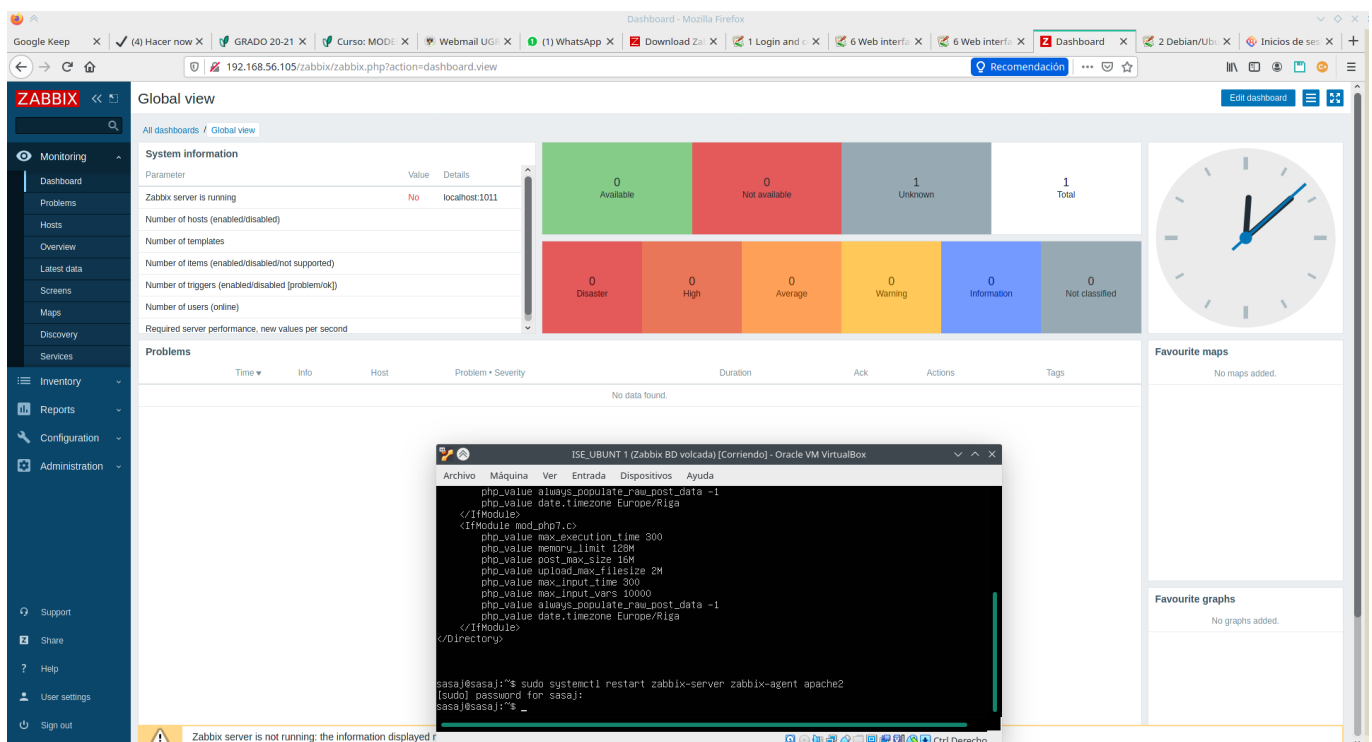 Dashboard - Mozilla Firefox
Google Keep
(4) Hacer now
GRADO 20-21
Curso: MODE
Webmail UGR
(1) WhatsApp
Download Za
1 Login and c
6 Web interfa
6 Web interfa
Dashboard
2 Debian/Ubu
Inicios de ses
192.168.56.105/zabbix/zabbix.php?action=dashboard.view
Recomendación
ZABBIX
Global view
Edit dashboard
All dashboards / Global view
Monitoring
Dashboard
Problems
Hosts
Overview
Latest data
Screens
Maps
Discovery
Services
Inventory
Reports
Configuration
Administration
Support
Share
Help
User settings
Sign out
System information
Parameter Value Details
Zabbix server is running No localhost:1011
Number of hosts (enabled/disabled)
Number of templates
Number of items (enabled/disabled/not supported)
Number of triggers (enabled/disabled [problem/ok])
Number of users (online)
Required server performance, new values per second
0
Available
0
Not available
1
Unknown
1
Total
0
Disaster
0
High
0
Average
0
Warning
0
Information
0
Not classified
Problems
Time Info Host Problem • Severity Duration Ack Actions Tags
No data found.
Favourite maps
No maps added.
Favourite graphs
No graphs added.
ISE_UBUNT 1 (Zabbix BD volcada) [Corriendo] - Oracle VM VirtualBox
Archivo Máquina Ver Entrada Dispositivos Ayuda
php_value always_populate_raw_post_data -1
php_value date.timezone Europe/Riga
</IfModule>
<IfModule mod_php7.c>
php_value max_execution_time 300
php_value memory_limit 128M
php_value post_max_size 16M
php_value upload_max_filesize 2M
php_value max_input_time 300
php_value max_input_vars 10000
php_value always_populate_raw_post_data -1
php_value date.timezone Europe/Riga
</IfModule>
</Directory>
sasaj@sasaj:~$ sudo systemctl restart zabbix-server zabbix-agent apache2
[sudo] password for sasaj:
sasaj@sasaj:~$ _
Ctrl Derecho
Zabbix server is not running: the information displayed